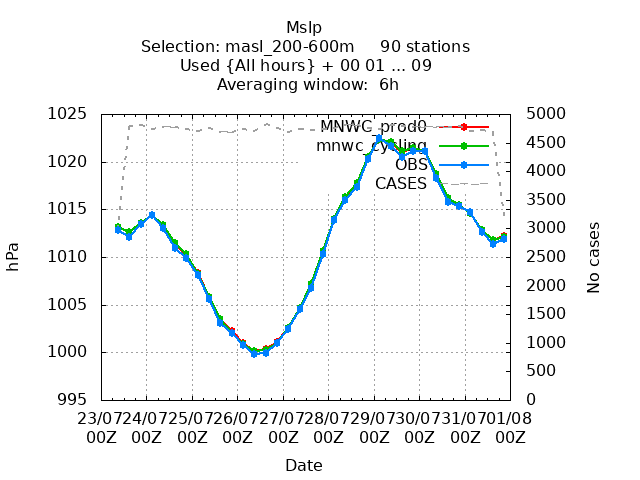 Mslp
Selection: masl_200-600m     90 stations
Used {All hours} + 00 01 ... 09
Averaging window:  6h
1025
1020
1015
1010
1005
1000
995
hPa
5000
4500
4000
3500
3000
2500
2000
1500
1000
500
0
No cases
MNWC_prod0
mnwc_cycling
OBS
CASES
23/07 24/07 25/07 26/07 27/07 28/07 29/07 30/07 31/07 01/08
00Z 00Z 00Z 00Z 00Z 00Z 00Z 00Z 00Z 00Z
Date